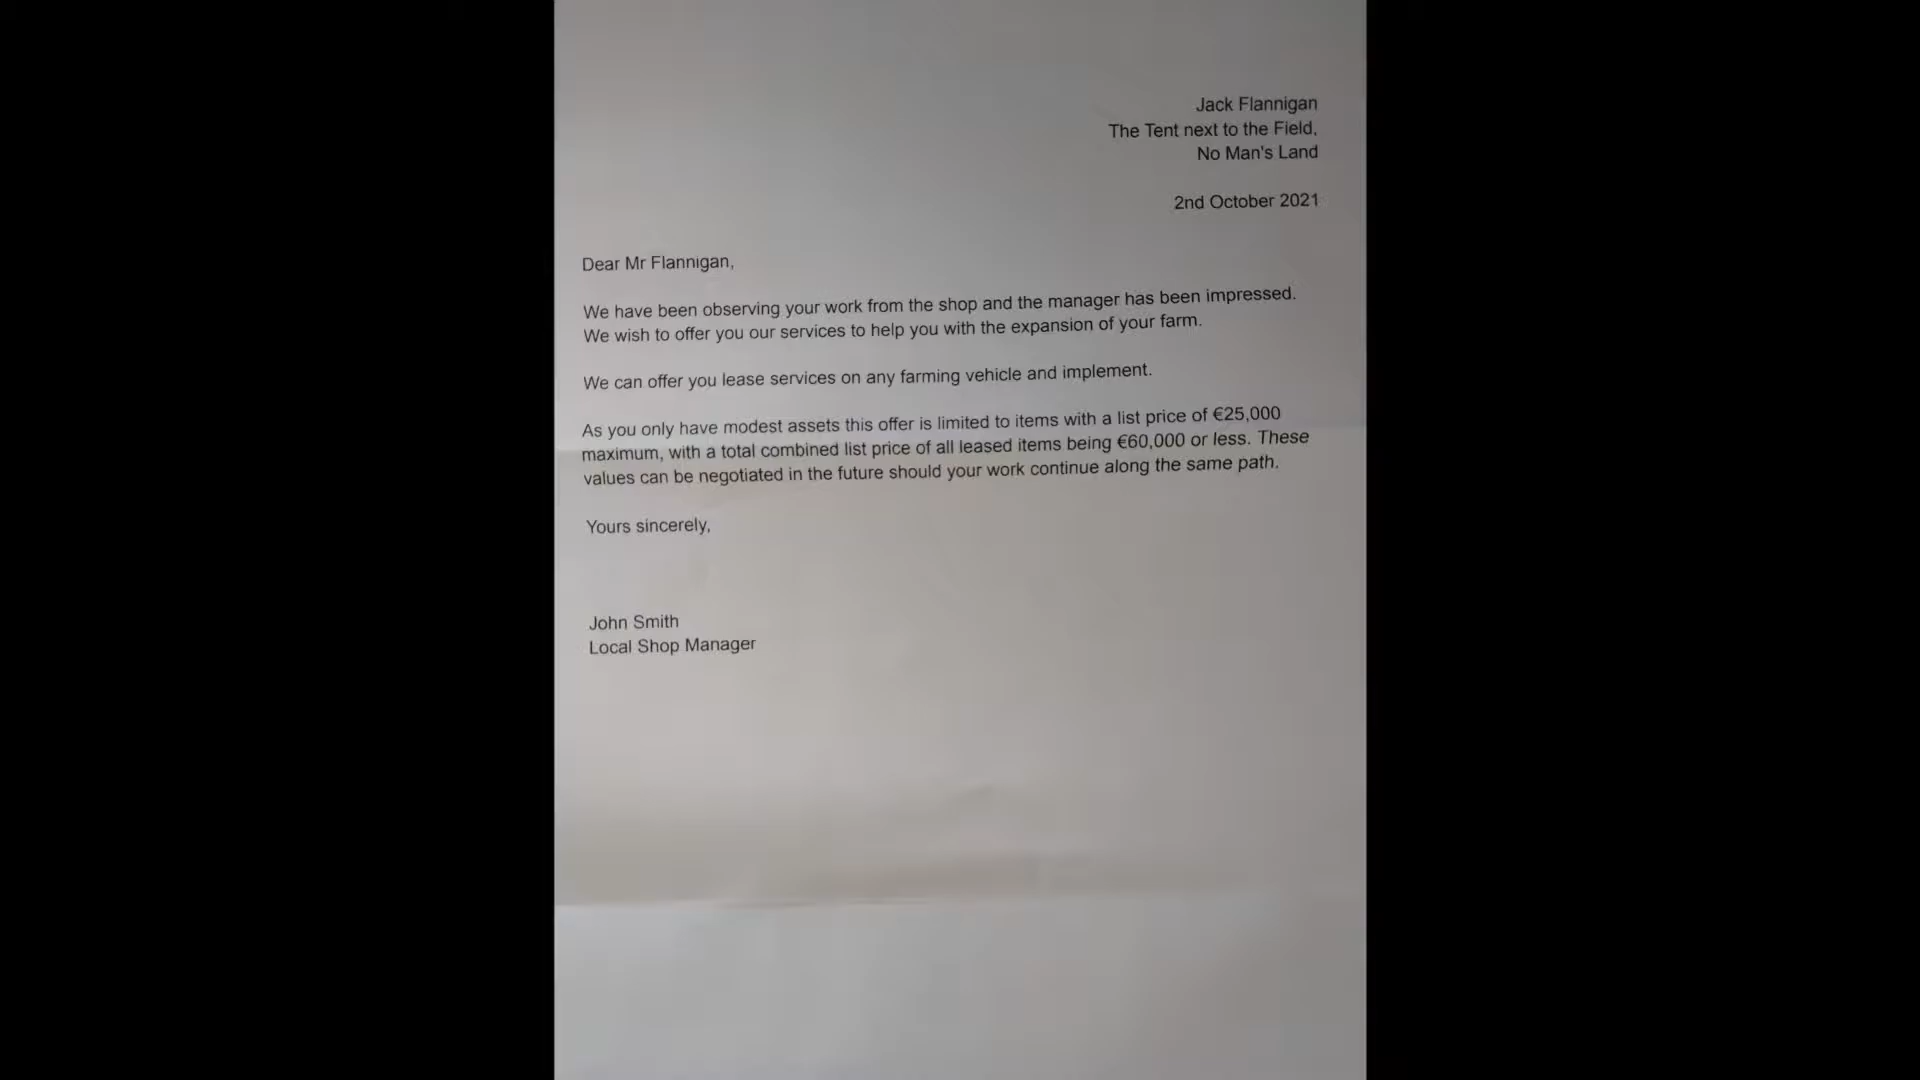 Jack Flannigan
The Tent next to the Field,
No Man's Land
2nd October 2021
Dear Mr Flannigan,
We have been observing your work from the shop and the manager has been impressed.
We wish to offer you our services to help you with the expansion of your farm.
We can offer you lease services on any farming vehicle and implement.
As you only have modest assets this offer is limited to items with a list price of €25,000
maximum, with a total combined list price of all leased items being €60,000 or less. These
values can be negotiated in the future should your work continue along the same path.
Yours sincerely,
John Smith
Local Shop Manager